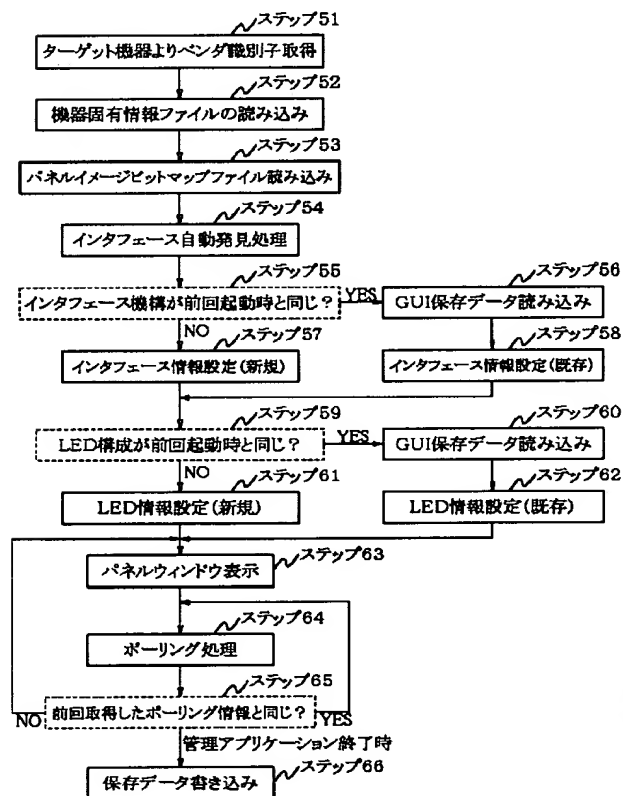 ステップ51
ターゲット機器よりベンダ識別子取得
ステップ52
機器固有情報ファイルの読み込み
ステップ53
パネルイメージビットマップファイル読み込み
ステップ54
インタフェース自動発見処理
ステップ55
インタフェース機構が前回起動時と同じ?
YES
ステップ56
GUI保存データ読み込み
NO
ステップ57
インタフェース情報設定(新規)
ステップ58
インタフェース情報設定(既存)
ステップ59
LED構成が前回起動時と同じ?
YES
ステップ60
GUI保存データ読み込み
NO
ステップ61
LED情報設定(新規)
ステップ62
LED情報設定(既存)
ステップ63
パネルウィンドウ表示
ステップ64
ポーリング処理
ステップ65
NO
前回取得したポーリング情報と同じ?
YES
管理アプリケーション終了時
ステップ66
保存データ書き込み